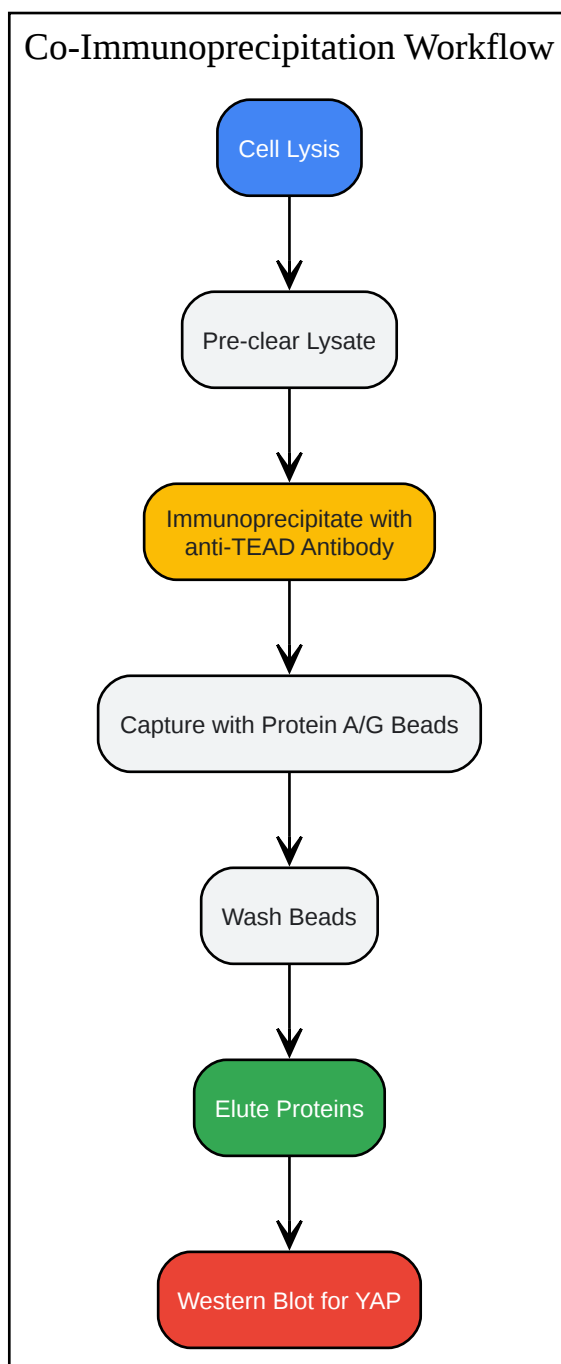 Co-Immunoprecipitation Workflow
Cell Lysis
Pre-clear Lysate
Immunoprecipitate with
anti-TEAD Antibody
Capture with Protein A/G Beads
Wash Beads
Elute Proteins
Western Blot for YAP